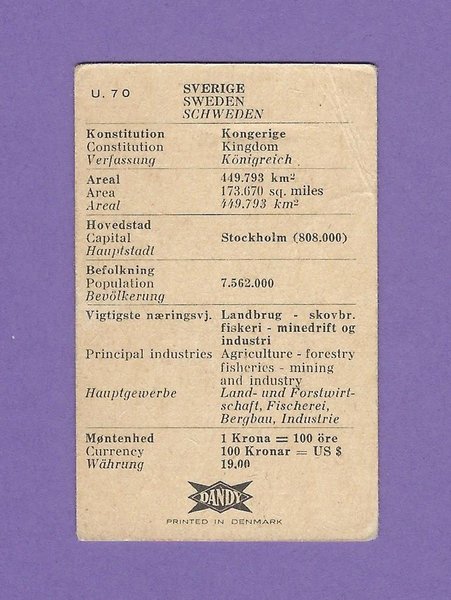 U. 70 SVERIGE
SWEDEN
SCHWEDEN
Konstitution Kongerige
Constitution Kingdom
Verfassung Königreich
Areal 449.793 km²
Area 173.670 sq. miles
Areal 449.793 km²
Hovedstad
Capital Stockholm (808.000)
Hauptstadt
Befolkning
Population 7.562.000
Bevölkerung
Vigtigste næringsvj. Landbrug - skovbr.
fiskeri - minedrift og
industri
Principal industries Agriculture - forestry
fisheries - mining
and industry
Hauptgewerbe Land- und Forstwirt-
schaft, Fischerei,
Bergbau, Industrie
Møntenhed 1 Krona = 100 öre
Currency 100 Kronar = US $
Währung 19.00
DANDY
PRINTED IN DENMARK